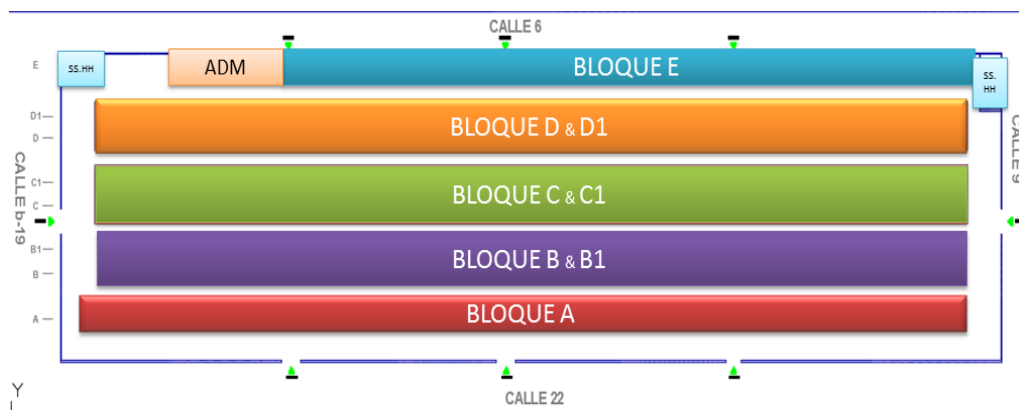 CALLE 6
E
SS.HH
ADM
BLOQUE E
SS.
HH
D1
D
BLOQUE D & D1
CALLE b-19
CALLE 9
C1
C
BLOQUE C & C1
B1
B
BLOQUE B & B1
A
BLOQUE A
CALLE 22
Y